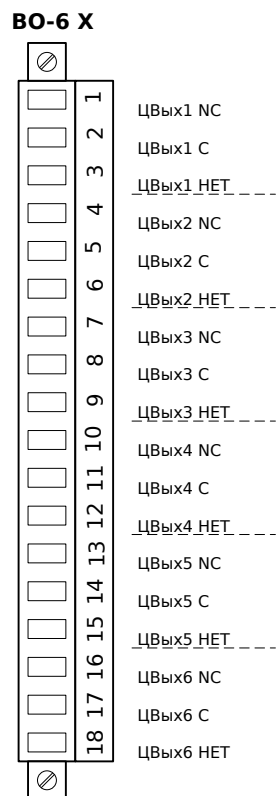 BO-6 X
1 ЦВых1 NC
2 ЦВых1 C
3 ЦВых1 НЕТ
4 ЦВых2 NC
5 ЦВых2 C
6 ЦВых2 НЕТ
7 ЦВых3 NC
8 ЦВых3 C
9 ЦВых3 НЕТ
10 ЦВых4 NC
11 ЦВых4 C
12 ЦВых4 НЕТ
13 ЦВых5 NC
14 ЦВых5 C
15 ЦВых5 НЕТ
16 ЦВых6 NC
17 ЦВых6 C
18 ЦВых6 НЕТ